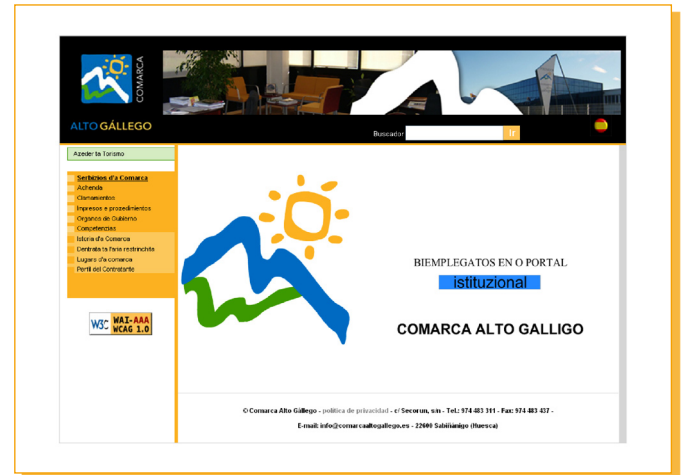 COMARCA
ALTO GÁLLEGO
Buscador
Ir
Azeder ta Torismo
Serbizios d'a Comarca
Achenda
Clamamientos
Impresos e prozedimientos
Organos de Gubierno
Competenzias
Istoria d'a Comarca
Dentrata ta l'aria restrinchita
Lugars d'a comarca
Perfil del Contratante
W3C WAI-AAA
WCAG 1.0
BIEMPLEGATOS EN O PORTAL
istituzional
COMARCA ALTO GALLIGO
© Comarca Alto Gállego - política de privacidad - c/ Secorun, s/n - Tel.: 974 483 311 - Fax: 974 483 437 -
E-mail: info@comarcaaltogallego.es - 22600 Sabiñánigo (Huesca)